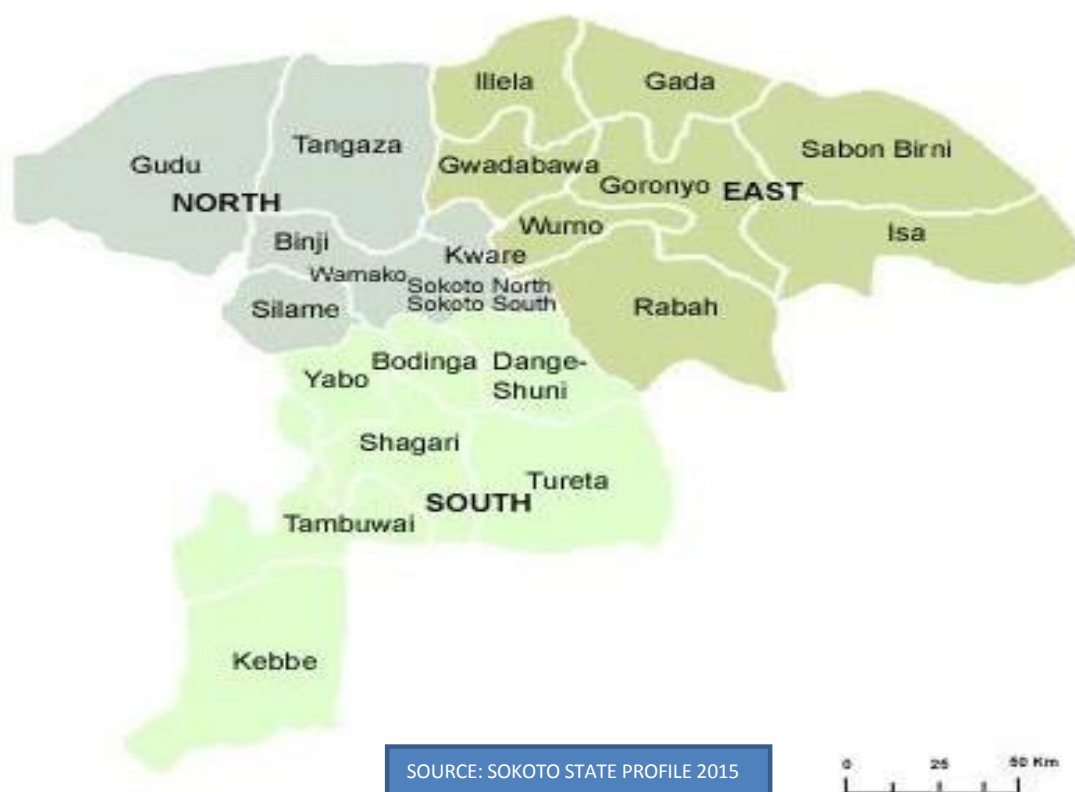 Illela
Gada
Tangaza
Sabon Birni
Gudu
Gwadabawa
Goronyo
EAST
NORTH
Wurno
Isa
Binji
Kware
Wamako
Sokoto North
Silame
Sokoto South
Rabah
Bodinga
Dange-
Yabo
Shuni
Shagari
Tureta
SOUTH
Tambuwai
Kebbe
SOURCE: SOKOTO STATE PROFILE 2015
0 25 50 Km